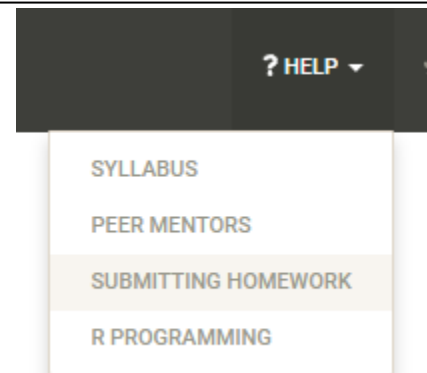 ? HELP
SYLLABUS
PEER MENTORS
SUBMITTING HOMEWORK
R PROGRAMMING